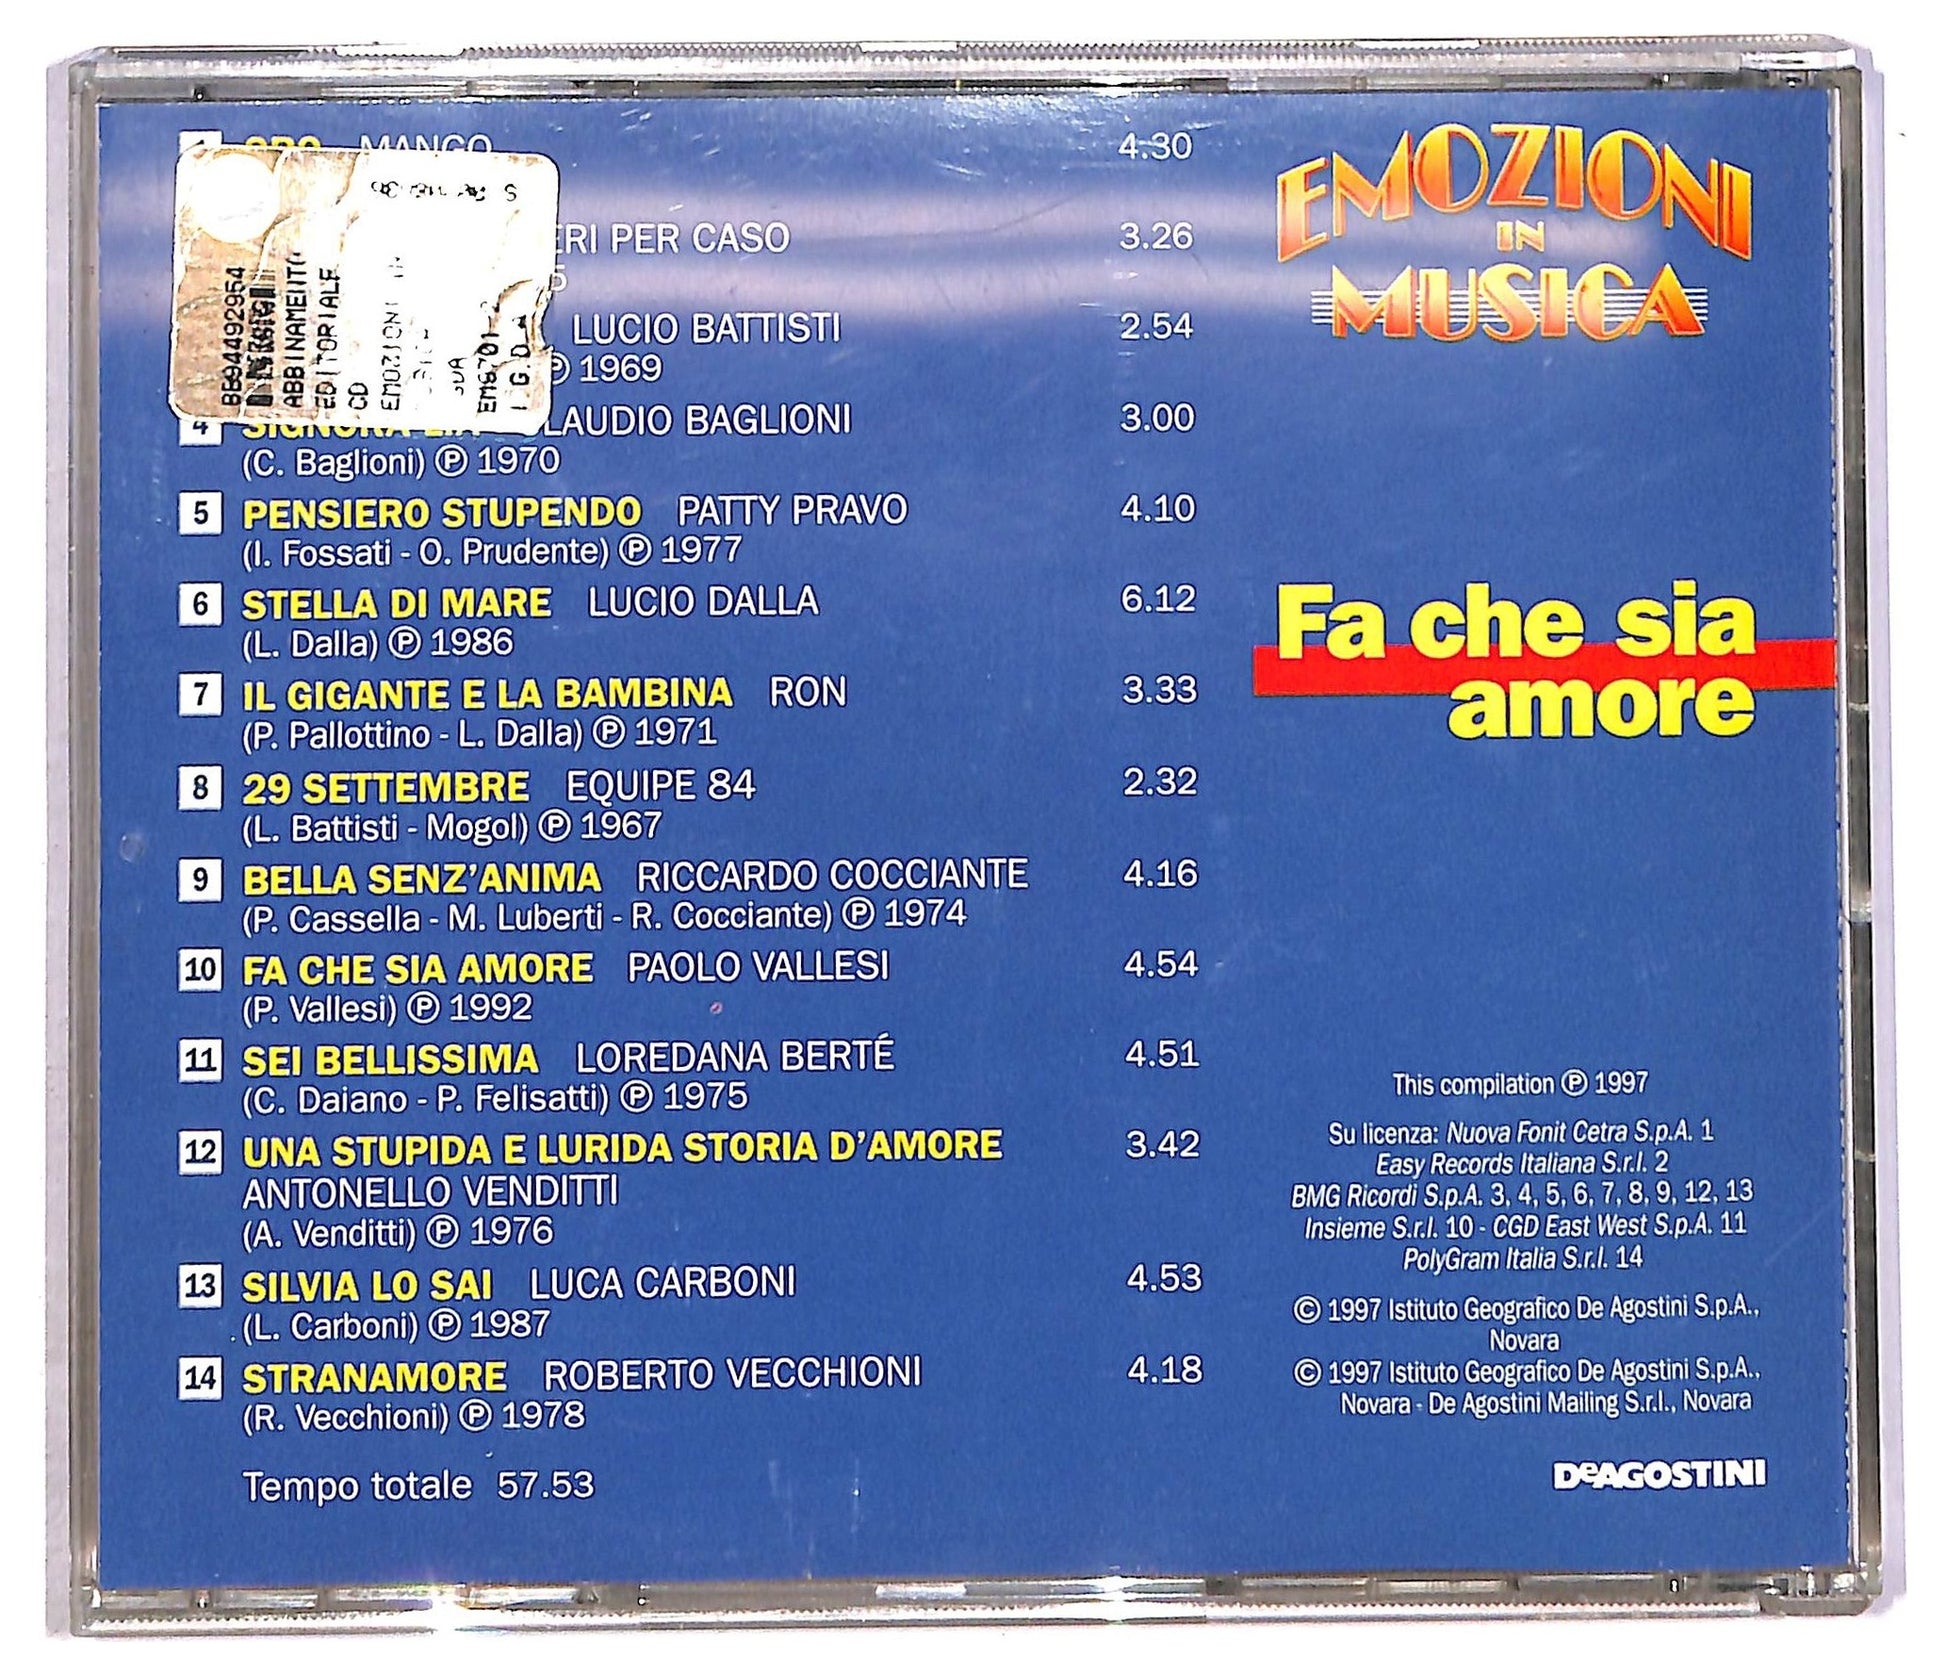 MANGO 4.30
ERI PER CASO 3.26
5
LUCIO BATTISTI 2.54
℗ 1969
4 LAUDIO BAGLIONI 3.00
(C. Baglioni) ℗ 1970
5 PENSIERO STUPENDO PATTY PRAVO 4.10
(I. Fossati - O. Prudente) ℗ 1977
6 STELLA DI MARE LUCIO DALLA 6.12
(L. Dalla) ℗ 1986
7 IL GIGANTE E LA BAMBINA RON 3.33
(P. Pallottino - L. Dalla) ℗ 1971
8 29 SETTEMBRE EQUIPE 84 2.32
(L. Battisti - Mogol) ℗ 1967
9 BELLA SENZ'ANIMA RICCARDO COCCIANTE 4.16
(P. Cassella - M. Luberti - R. Cocciante) ℗ 1974
10 FA CHE SIA AMORE PAOLO VALLESI 4.54
(P. Vallesi) ℗ 1992
11 SEI BELLISSIMA LOREDANA BERTÉ 4.51
(C. Daiano - P. Felisatti) ℗ 1975
12 UNA STUPIDA E LURIDA STORIA D'AMORE 3.42
ANTONELLO VENDITTI
(A. Venditti) ℗ 1976
13 SILVIA LO SAI LUCA CARBONI 4.53
(L. Carboni) ℗ 1987
14 STRANAMORE ROBERTO VECCHIONI 4.18
(R. Vecchioni) ℗ 1978
Tempo totale 57.53
BB94492954
ABBINAMENTO
EDITORIALE
CD
EMOZIONI IN
EMOZIONI
IN
MUSICA
Fa che sia
amore
This compilation ℗ 1997
Su licenza: Nuova Fonit Cetra S.p.A. 1
Easy Records Italiana S.r.l. 2
BMG Ricordi S.p.A. 3, 4, 5, 6, 7, 8, 9, 12, 13
Insieme S.r.l. 10 - CGD East West S.p.A. 11
PolyGram Italia S.r.l. 14
© 1997 Istituto Geografico De Agostini S.p.A.,
Novara
© 1997 Istituto Geografico De Agostini S.p.A.,
Novara - De Agostini Mailing S.r.l., Novara
DeAGOSTINI